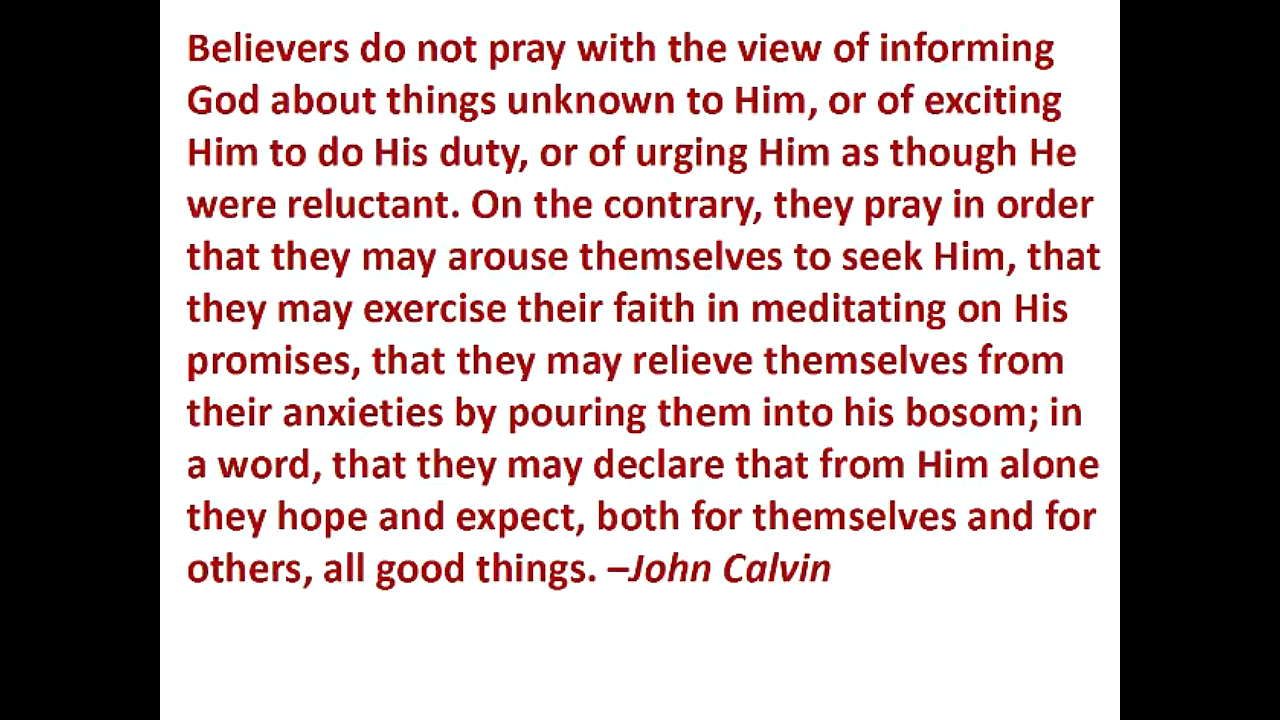 Believers do not pray with the view of informing
God about things unknown to Him, or of exciting
Him to do His duty, or of urging Him as though He
were reluctant. On the contrary, they pray in order
that they may arouse themselves to seek Him, that
they may exercise their faith in meditating on His
promises, that they may relieve themselves from
their anxieties by pouring them into his bosom; in
a word, that they may declare that from Him alone
they hope and expect, both for themselves and for
others, all good things. –John Calvin